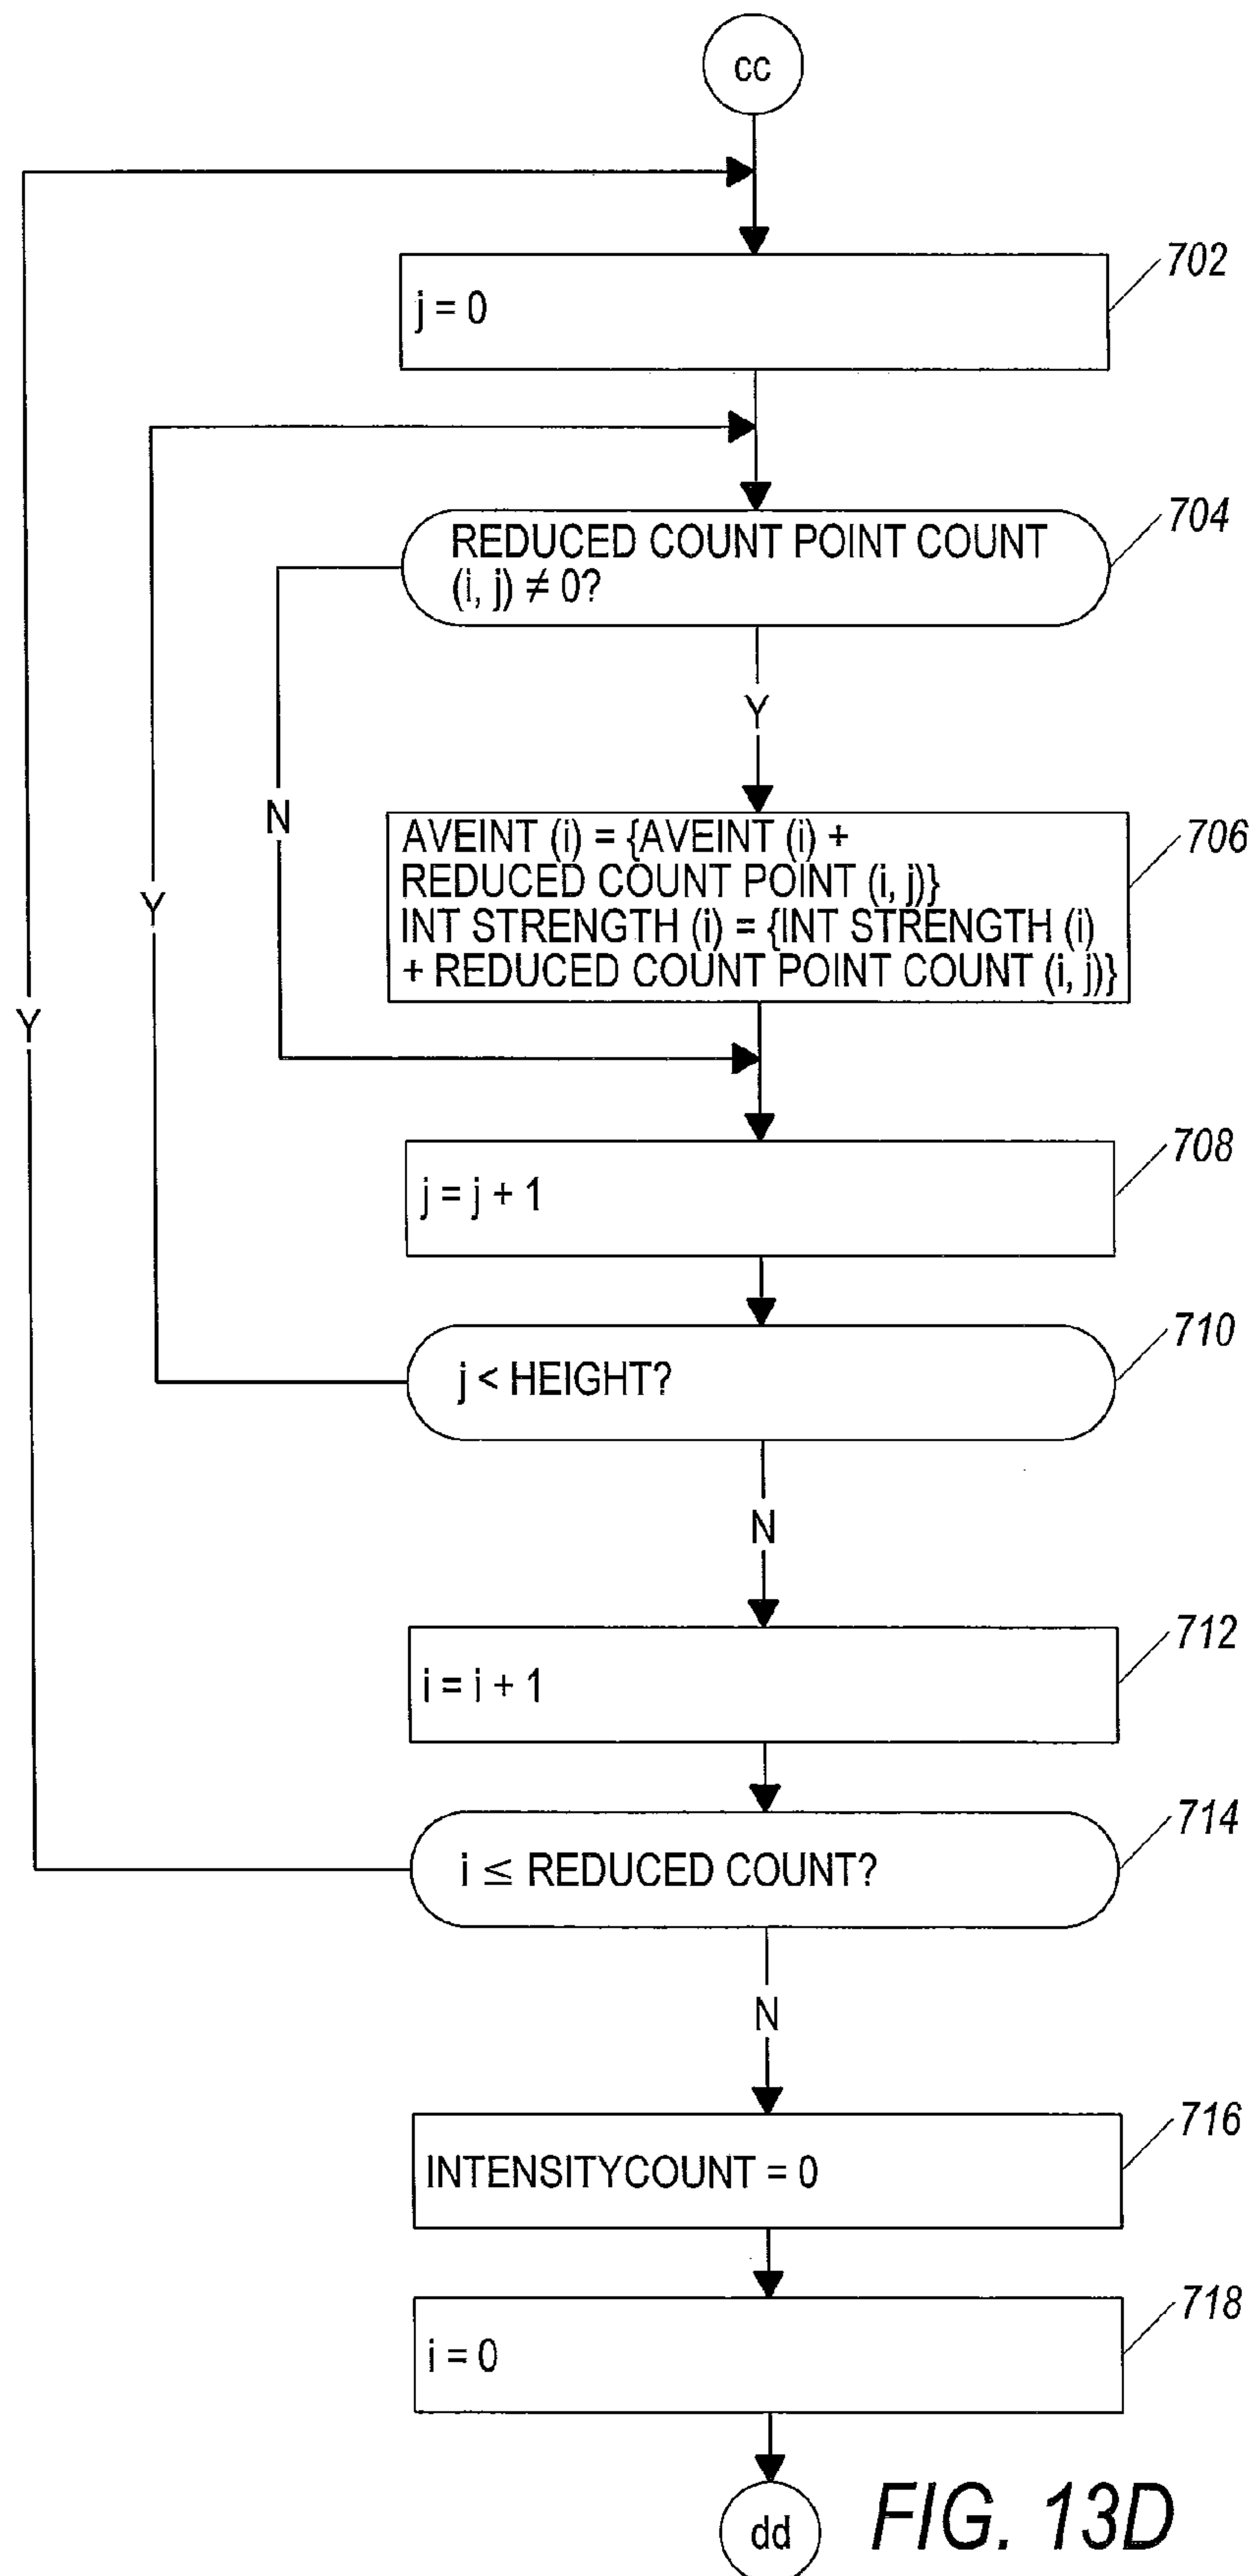 cc
702
j = 0
704
REDUCED COUNT POINT COUNT
(i, j) ≠ 0?
Y
N
706
AVEINT (i) = {AVEINT (i) +
REDUCED COUNT POINT (i, j)}
INT STRENGTH (i) = {INT STRENGTH (i)
+ REDUCED COUNT POINT COUNT (i, j)}
Y
Y
708
j = j + 1
710
j < HEIGHT?
N
712
i = i + 1
714
i ≤ REDUCED COUNT?
N
716
INTENSITYCOUNT = 0
718
i = 0
dd
FIG. 13D